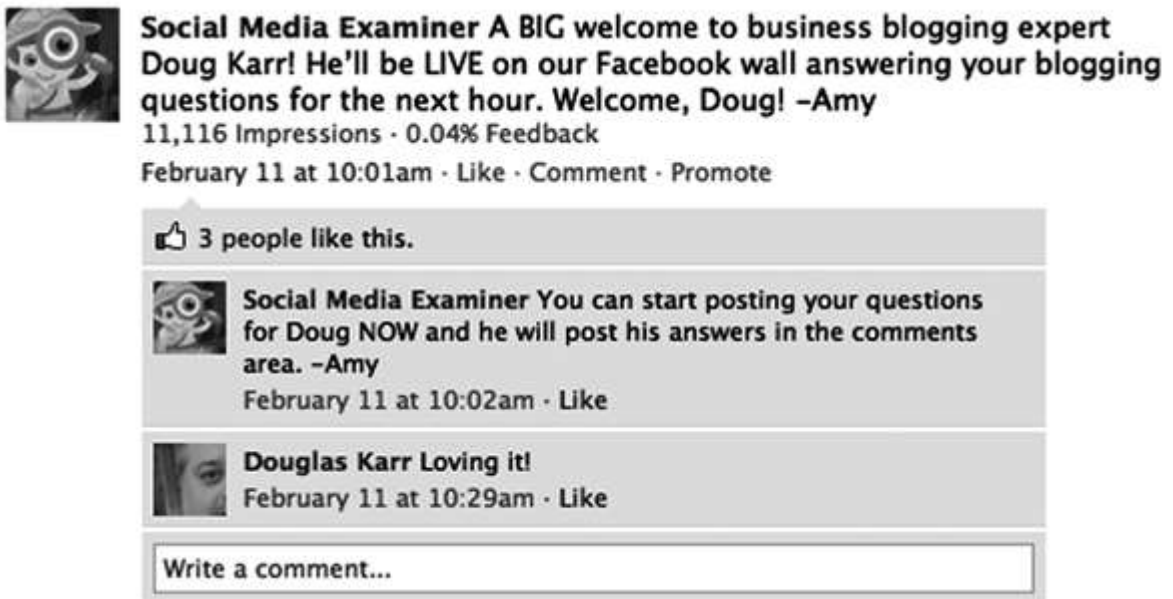 Social Media Examiner A BIG welcome to business blogging expert
Doug Karr! He'll be LIVE on our Facebook wall answering your blogging
questions for the next hour. Welcome, Doug! –Amy
11,116 Impressions · 0.04% Feedback
February 11 at 10:01am · Like · Comment · Promote
3 people like this.
Social Media Examiner You can start posting your questions
for Doug NOW and he will post his answers in the comments
area. –Amy
February 11 at 10:02am · Like
Douglas Karr Loving it!
February 11 at 10:29am · Like
Write a comment...